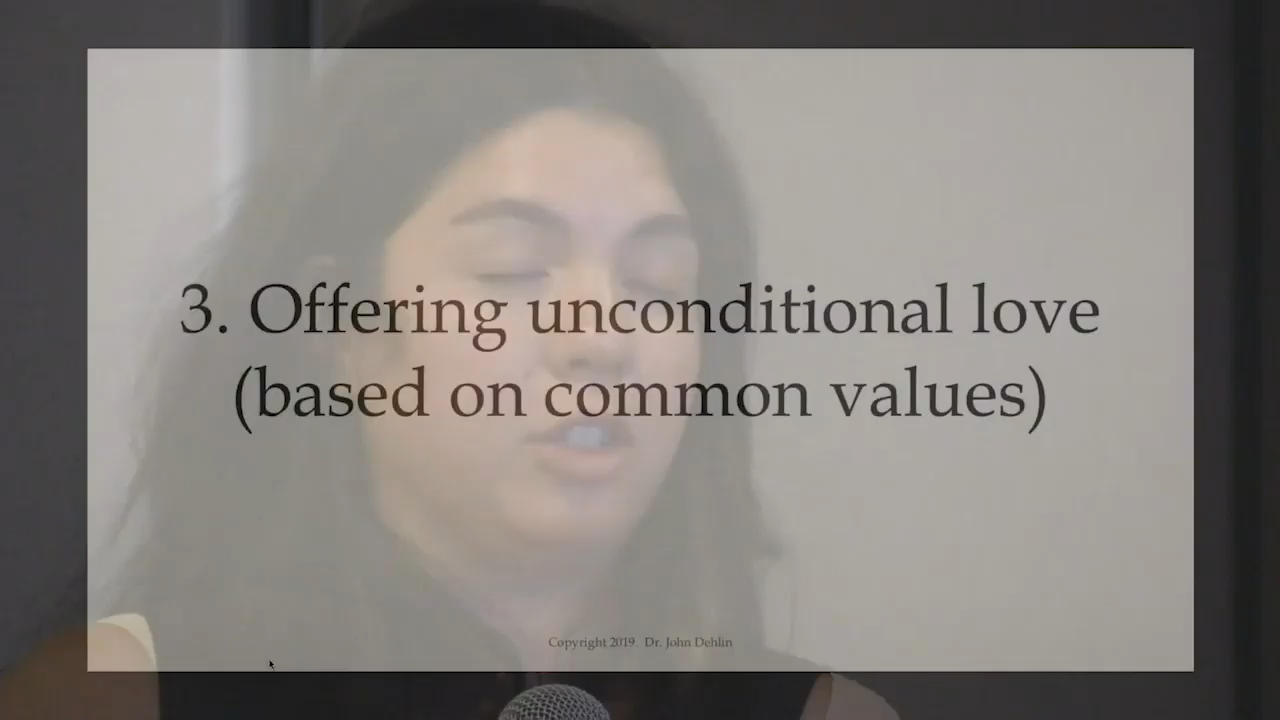 3. Offering unconditional love
(based on common values)
Copyright 2019. Dr. John Dehlin